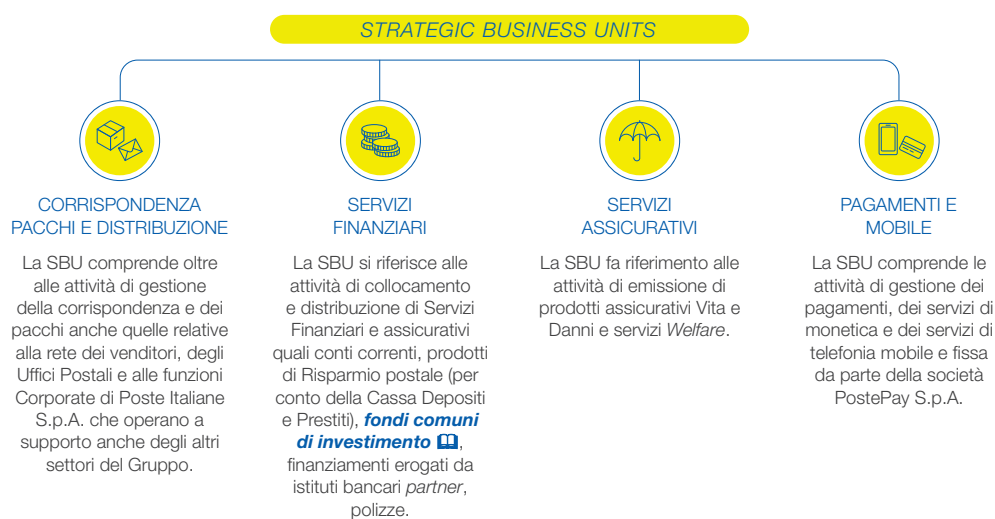 STRATEGIC BUSINESS UNITS
CORRISPONDENZA
PACCHI E DISTRIBUZIONE
La SBU comprende oltre
alle attività di gestione
della corrispondenza e dei
pacchi anche quelle relative
alla rete dei venditori, degli
Uffici Postali e alle funzioni
Corporate di Poste Italiane
S.p.A. che operano a
supporto anche degli altri
settori del Gruppo.
SERVIZI
FINANZIARI
La SBU si riferisce alle
attività di collocamento
e distribuzione di Servizi
Finanziari e assicurativi
quali conti correnti, prodotti
di Risparmio postale (per
conto della Cassa Depositi
e Prestiti), fondi comuni
di investimento ,
finanziamenti erogati da
istituti bancari partner,
polizze.
SERVIZI
ASSICURATIVI
La SBU fa riferimento alle
attività di emissione di
prodotti assicurativi Vita e
Danni e servizi Welfare.
PAGAMENTI E
MOBILE
La SBU comprende le
attività di gestione dei
pagamenti, dei servizi di
monetica e dei servizi di
telefonia mobile e fissa
da parte della società
PostePay S.p.A.